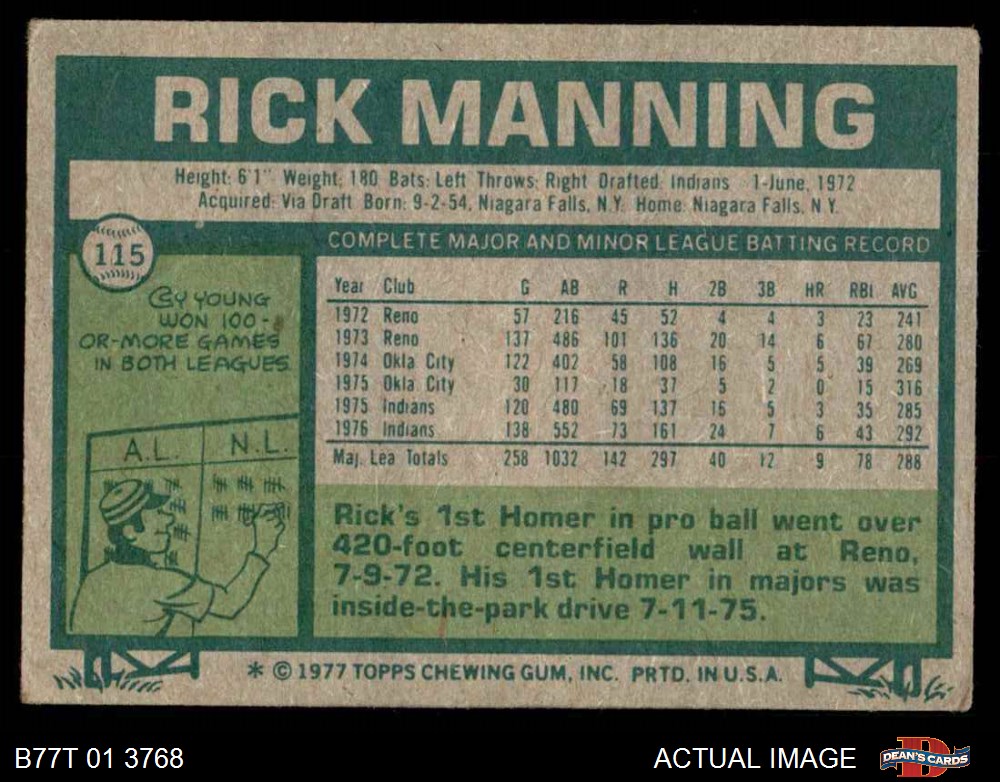 RICK MANNING
Height: 6'1" Weight: 180 Bats: Left Throws: Right Drafted: Indians 1-June, 1972
Acquired: Via Draft Born: 9-2-54, Niagara Falls, N.Y. Home: Niagara Falls, N.Y.
115
COMPLETE MAJOR AND MINOR LEAGUE BATTING RECORD
CY YOUNG
WON 100-
OR-MORE GAMES
IN BOTH LEAGUES
A.L. N.L.
Year Club G AB R H 2B 3B HR RBI AVG
1972 Reno 57 216 45 52 4 4 3 23 241
1973 Reno 137 486 101 136 20 14 6 67 280
1974 Okla City 122 402 58 108 16 5 5 39 269
1975 Okla City 30 117 18 37 5 2 0 15 316
1975 Indians 120 480 69 137 16 5 3 35 285
1976 Indians 138 552 73 161 24 7 6 43 292
Maj. Lea Totals 258 1032 142 297 40 12 9 78 288
Rick's 1st Homer in pro ball went over
420-foot centerfield wall at Reno,
7-9-72. His 1st Homer in majors was
inside-the-park drive 7-11-75.
* © 1977 TOPPS CHEWING GUM, INC. PRTD. IN U.S.A.
B77T 01 3768
ACTUAL IMAGE
D
DEAN'S CARDS